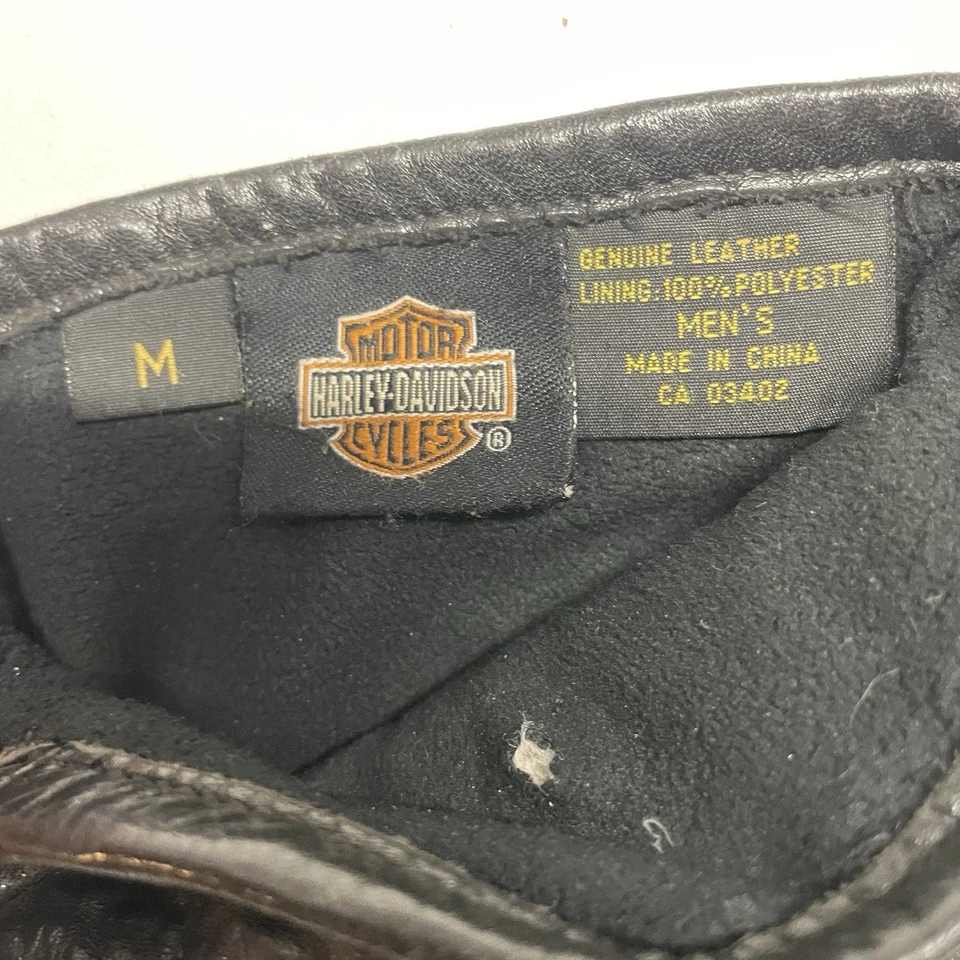 M
MOTOR
HARLEY-DAVIDSON
CYCLES
®
GENUINE LEATHER
LINING:100%POLYESTER
MEN'S
MADE IN CHINA
CA 03402